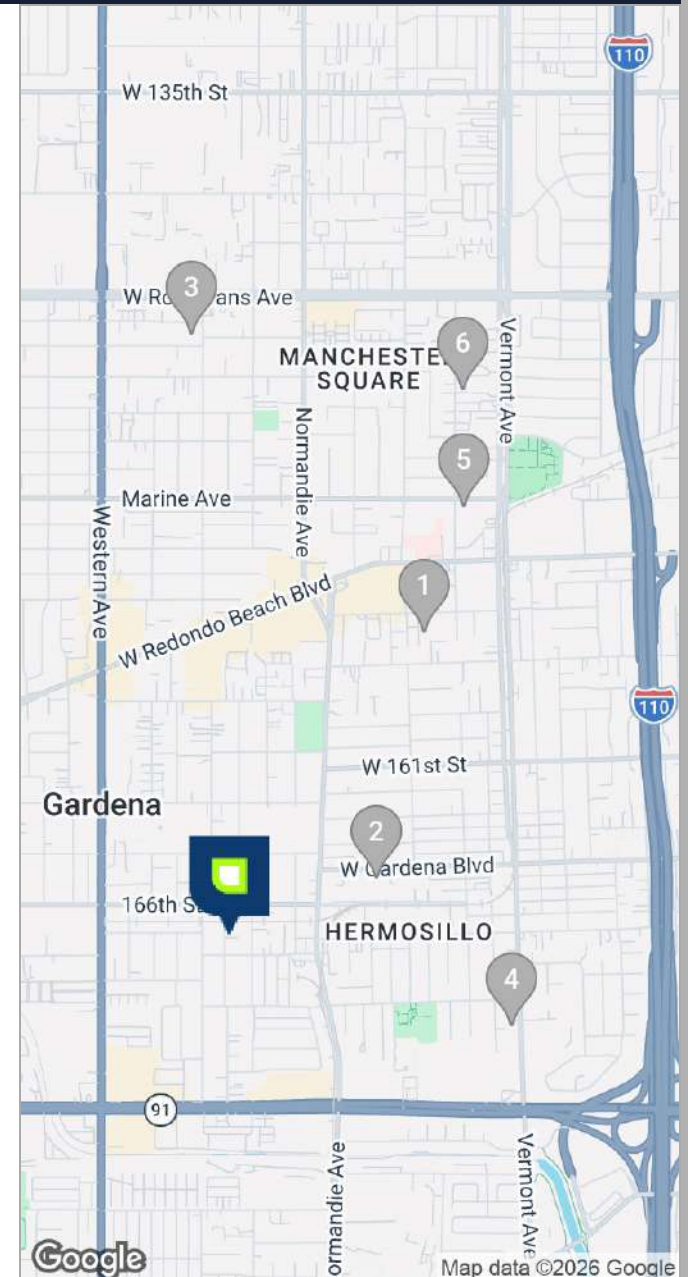 110
W 135th St
3
W Ro ans Ave
Vermont Ave
MANCHESTE
SQUARE
6
Normandie Ave
5
Marine Ave
Western Ave
1
W Redondo Beach Blvd
110
W 161st St
Gardena
2
W Gardena Blvd
166th S
HERMOSILLO
4
91
ormandie Ave
Vermont Ave
Google
Map data ©2026 Google